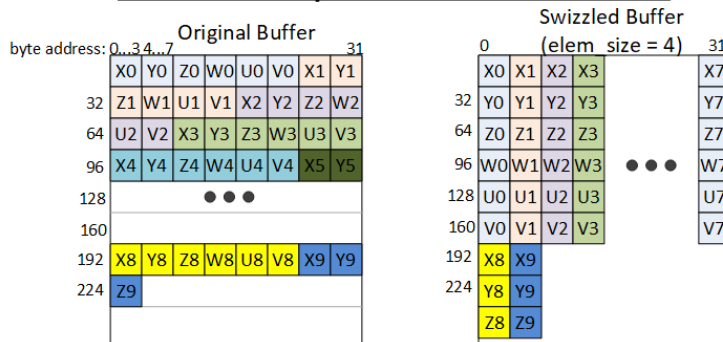 Original Buffer
byte address: 0...3 4...7 31
X0 Y0 Z0 W0 U0 V0 X1 Y1
32 Z1 W1 U1 V1 X2 Y2 Z2 W2
64 U2 V2 X3 Y3 Z3 W3 U3 V3
96 X4 Y4 Z4 W4 U4 V4 X5 Y5
128
160
192 X8 Y8 Z8 W8 U8 V8 X9 Y9
224 Z9
Swizzled Buffer
(elem_size = 4)
0 31
X0 X1 X2 X3 X7
32 Y0 Y1 Y2 Y3 Y7
64 Z0 Z1 Z2 Z3 Z7
96 W0 W1 W2 W3 W7
128 U0 U1 U2 U3 U7
160 V0 V1 V2 V3 V7
192 X8 X9
224 Y8 Y9
Z8 Z9